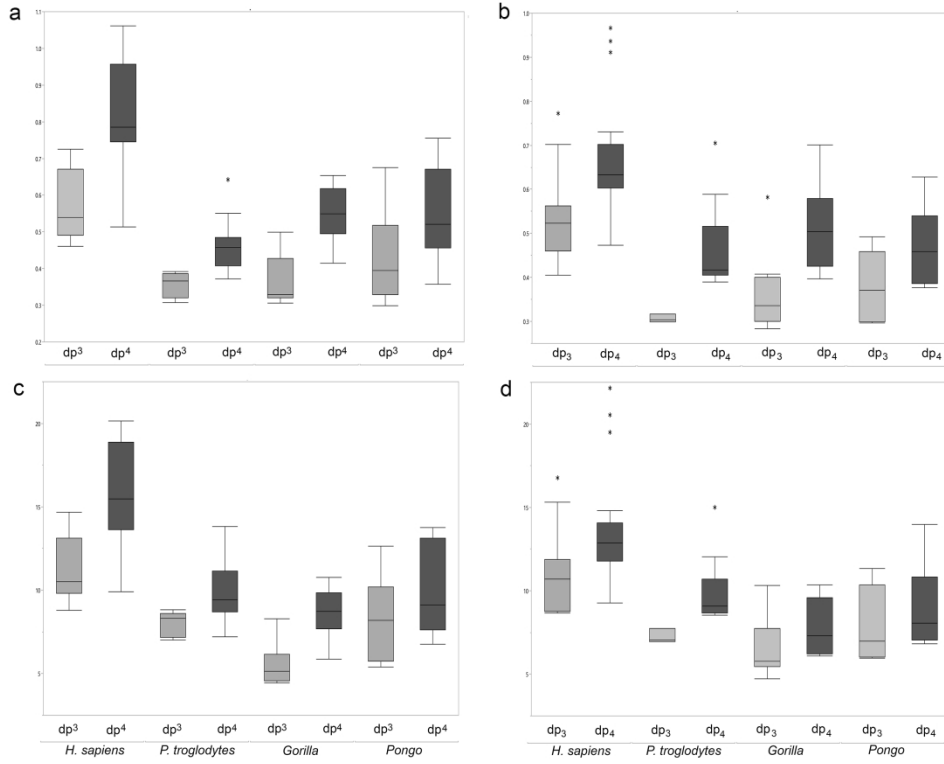 a
1.1
1.0
0.9
0.8
0.7
0.6
0.5
0.4
0.3
0.2
*
dp³ dp⁴ dp³ dp⁴ dp³ dp⁴ dp³ dp⁴
b
1.0
0.9
0.8
0.7
0.6
0.5
0.4
0.3
* * * * * *
dp₃ dp₄ dp₃ dp₄ dp₃ dp₄ dp₃ dp₄
c
20
15
10
5
dp³ dp⁴ dp³ dp⁴ dp³ dp⁴ dp³ dp⁴
H. sapiens P. troglodytes Gorilla Pongo
d
20
15
10
5
* * * * *
dp₃ dp₄ dp₃ dp₄ dp₃ dp₄ dp₃ dp₄
H. sapiens P. troglodytes Gorilla Pongo